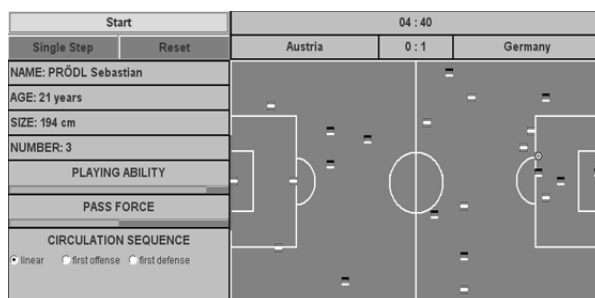 Start
04 : 40
Single Step Reset
Austria 0 : 1 Germany
NAME: PRÖDL Sebastian
AGE: 21 years
SIZE: 194 cm
NUMBER: 3
PLAYING ABILITY
PASS FORCE
CIRCULATION SEQUENCE
linear first offense first defense